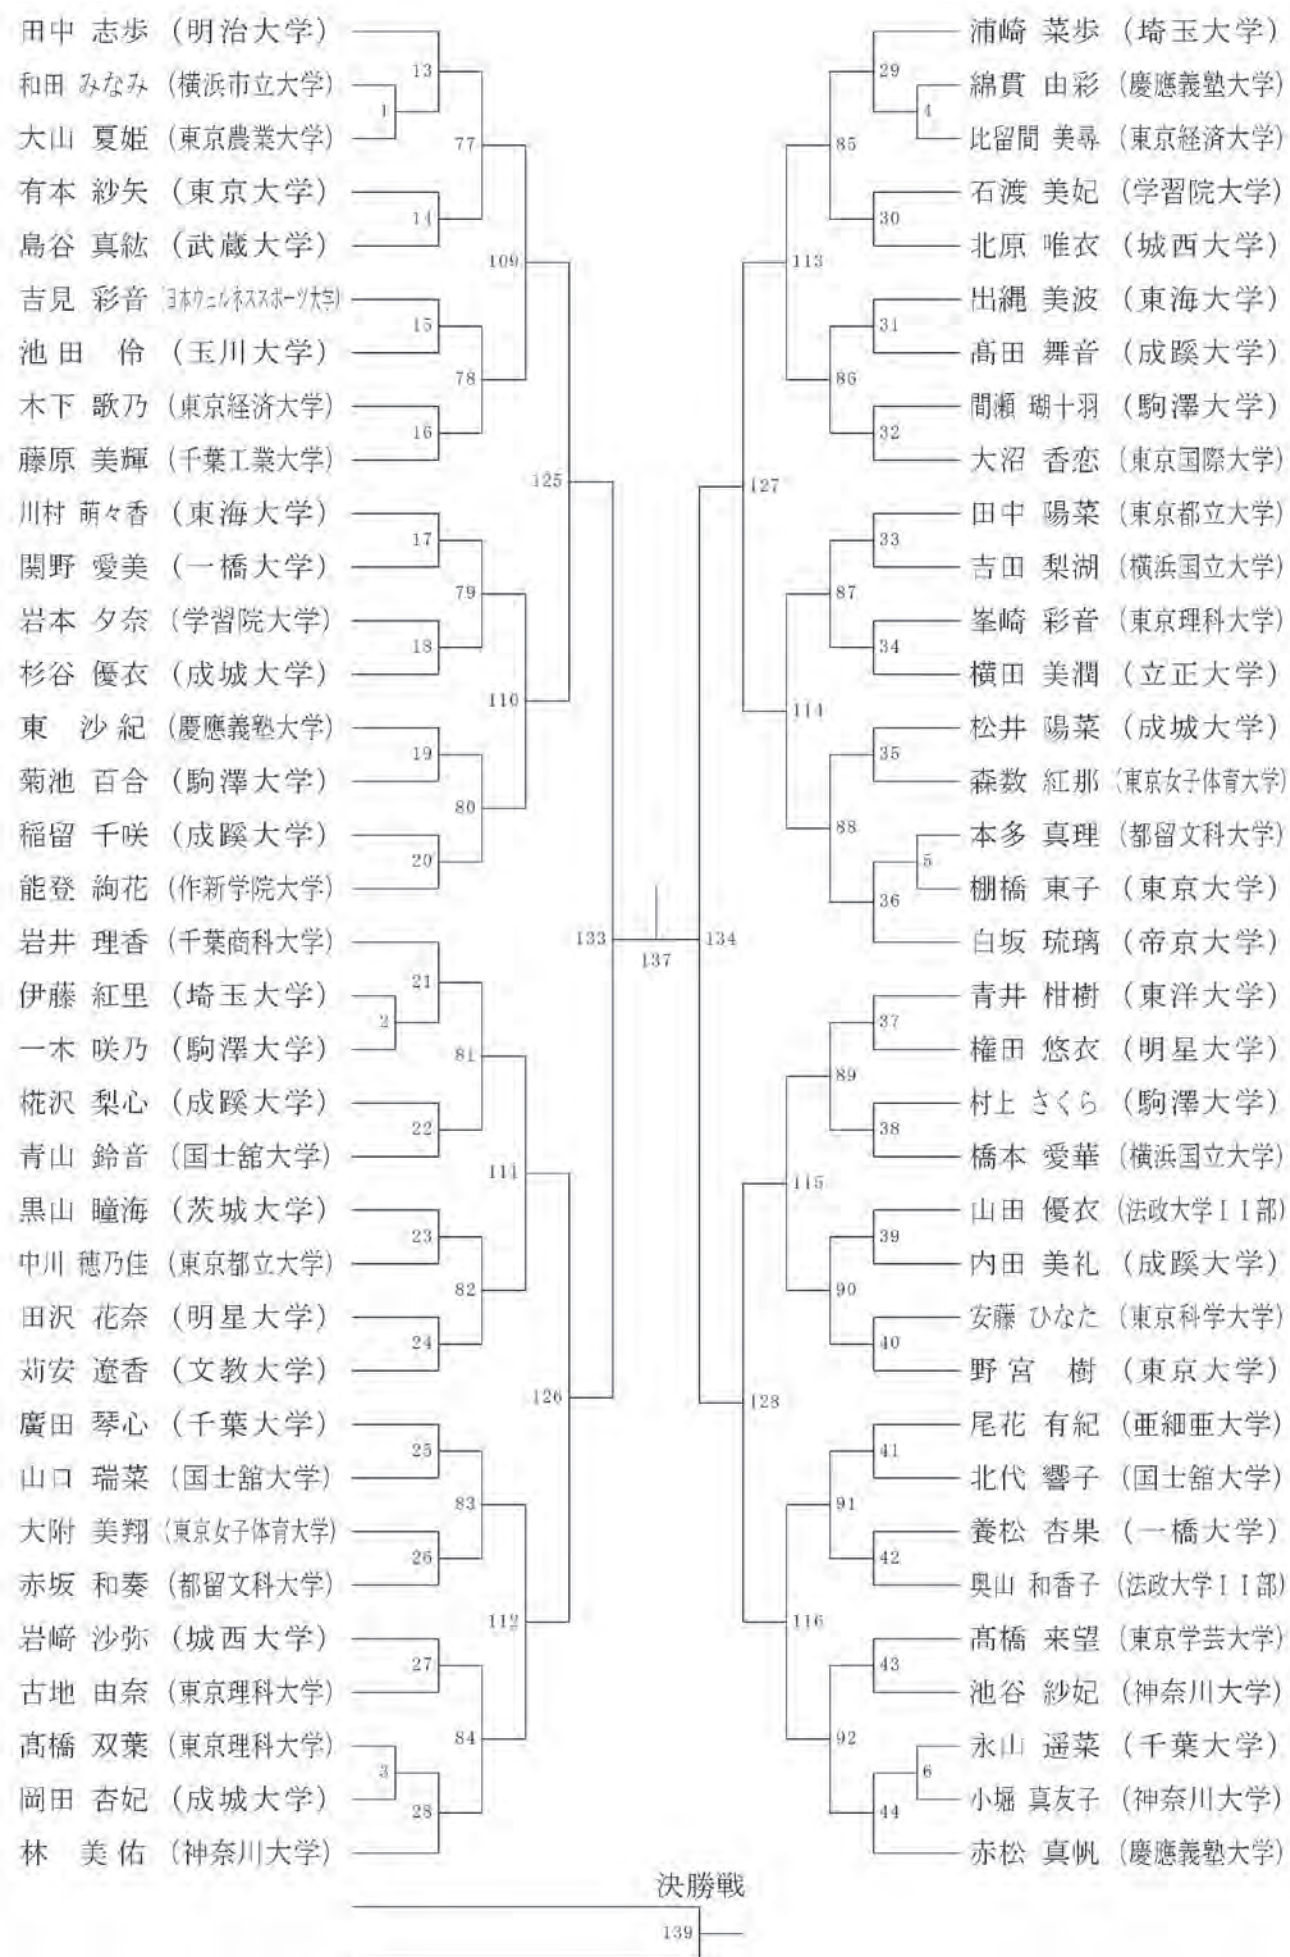 田中 志歩 (明治大学)
和田 みなみ (横浜市立大学)
大山 夏姫 (東京農業大学)
有本 紗矢 (東京大学)
島谷 真紘 (武蔵大学)
吉見 彩音 (日本ウェルネススポーツ大学)
池田 伶 (玉川大学)
木下 歌乃 (東京経済大学)
藤原 美輝 (千葉工業大学)
川村 萌々香 (東海大学)
関野 愛美 (一橋大学)
岩本 夕奈 (学習院大学)
杉谷 優衣 (成城大学)
東 沙紀 (慶應義塾大学)
菊池 百合 (駒澤大学)
稲留 千咲 (成蹊大学)
能登 絢花 (作新学院大学)
岩井 理香 (千葉商科大学)
伊藤 紅里 (埼玉大学)
一木 咲乃 (駒澤大学)
椛沢 梨心 (成蹊大学)
青山 鈴音 (国士舘大学)
黒山 瞳海 (茨城大学)
中川 穂乃佳 (東京都立大学)
田沢 花奈 (明星大学)
苅安 遼香 (文教大学)
廣田 琴心 (千葉大学)
山口 瑞菜 (国士舘大学)
大附 美翔 (東京女子体育大学)
赤坂 和奏 (都留文科大学)
岩﨑 沙弥 (城西大学)
古地 由奈 (東京理科大学)
髙橋 双葉 (東京理科大学)
岡田 杏妃 (成城大学)
林 美佑 (神奈川大学)
13
1
77
14
109
15
78
16
125
17
79
18
110
19
80
20
133
21
2
81
22
111
23
82
24
126
25
83
26
112
27
84
3
28
137
134
29
4
85
30
113
31
86
32
127
33
87
34
114
35
88
5
36
37
89
38
115
39
90
40
128
41
91
42
116
43
92
6
44
浦崎 菜歩 (埼玉大学)
綿貫 由彩 (慶應義塾大学)
比留間 美尋 (東京経済大学)
石渡 美妃 (学習院大学)
北原 唯衣 (城西大学)
出縄 美波 (東海大学)
髙田 舞音 (成蹊大学)
間瀬 瑚十羽 (駒澤大学)
大沼 香恋 (東京国際大学)
田中 陽菜 (東京都立大学)
吉田 梨湖 (横浜国立大学)
峯崎 彩音 (東京理科大学)
横田 美潤 (立正大学)
松井 陽菜 (成城大学)
森数 紅那 (東京女子体育大学)
本多 真理 (都留文科大学)
棚橋 東子 (東京大学)
白坂 琉璃 (帝京大学)
青井 柑樹 (東洋大学)
権田 悠衣 (明星大学)
村上 さくら (駒澤大学)
橋本 愛華 (横浜国立大学)
山田 優衣 (法政大学ＩＩ部)
内田 美礼 (成蹊大学)
安藤 ひなた (東京科学大学)
野宮 樹 (東京大学)
尾花 有紀 (亜細亜大学)
北代 響子 (国士舘大学)
養松 杏果 (一橋大学)
奥山 和香子 (法政大学ＩＩ部)
髙橋 来望 (東京学芸大学)
池谷 紗妃 (神奈川大学)
永山 遥菜 (千葉大学)
小堀 真友子 (神奈川大学)
赤松 真帆 (慶應義塾大学)
決勝戦
139